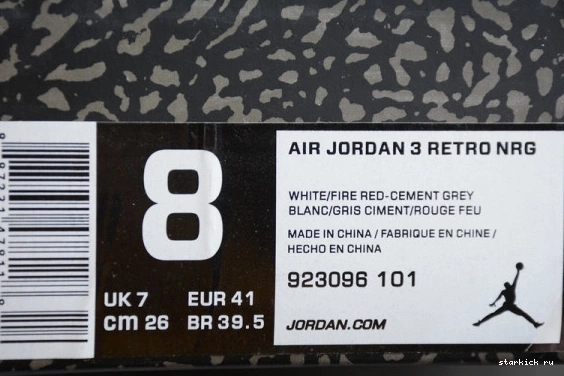 8
UK 7 EUR 41
cm 26 BR 39.5
AIR JORDAN 3 RETRO NRG
WHITE/FIRE RED-CEMENT GREY
BLANC/GRIS CIMENT/ROUGE FEU
MADE IN CHINA / FABRIQUE EN CHINE /
HECHO EN CHINA
923096 101
JORDAN.COM
starkick ru